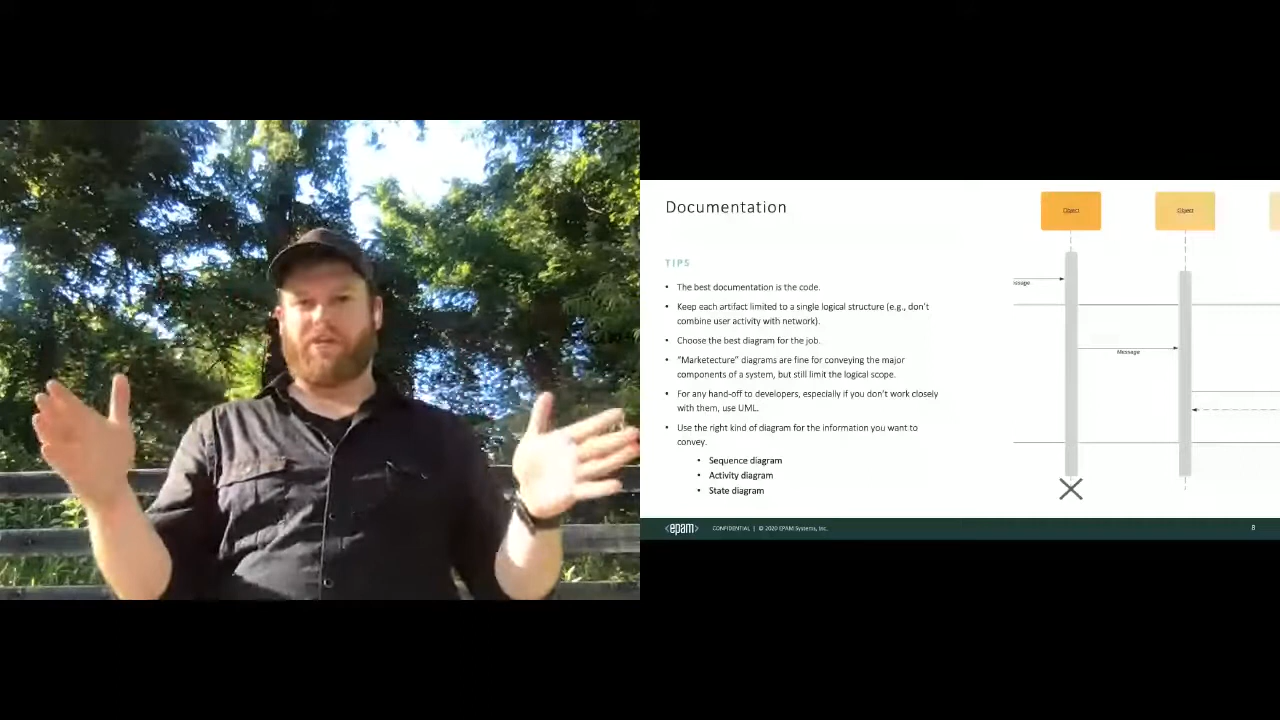 Documentation
TIPS
• The best documentation is the code.
• Keep each artifact limited to a single logical structure (e.g., don't
combine user activity with network).
• Choose the best diagram for the job.
• "Marketecture" diagrams are fine for conveying the major
components of a system, but still limit the logical scope.
• For any hand-off to developers, especially if you don't work closely
with them, use UML.
• Use the right kind of diagram for the information you want to
convey.
• Sequence diagram
• Activity diagram
• State diagram
Object
Object
ssage
Message
<epam> CONFIDENTIAL | © 2020 EPAM Systems, Inc.
8